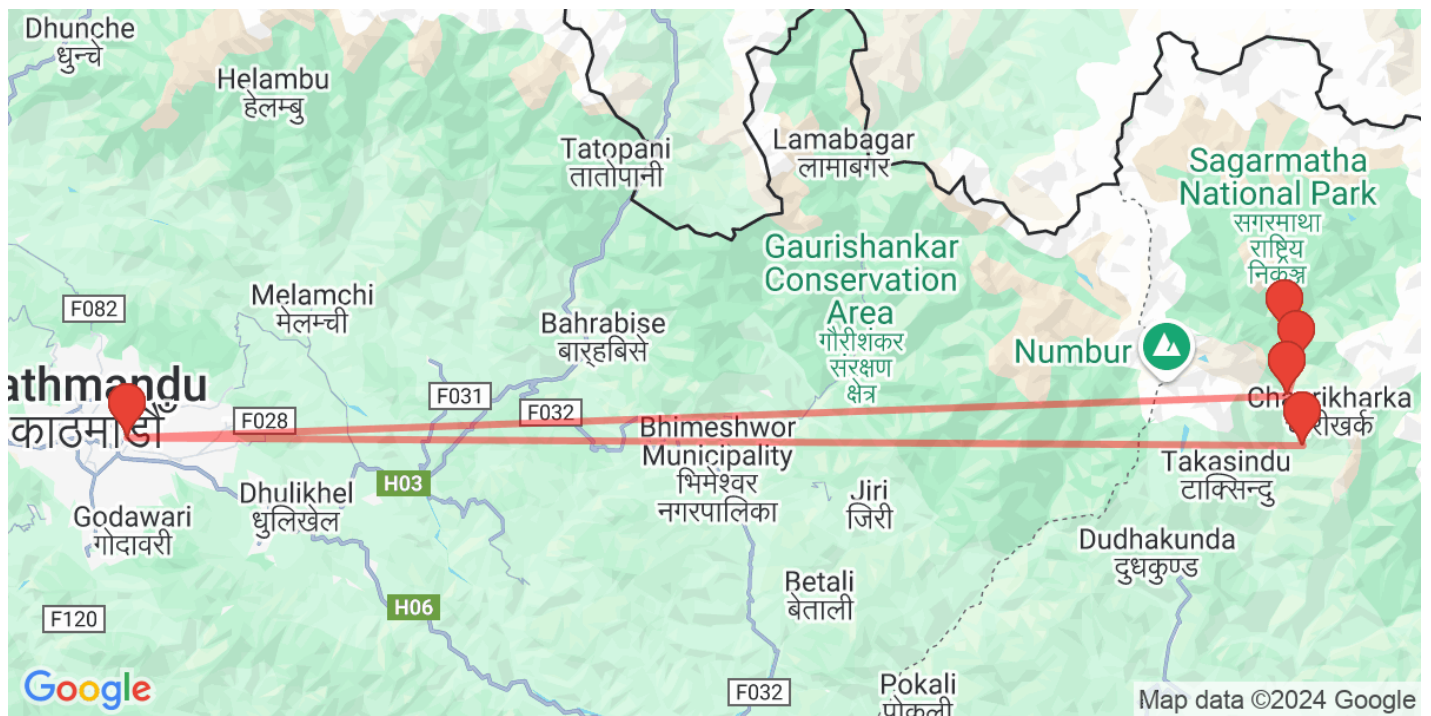 Dhunche
धुन्चे
Helambu
हेलम्बु
Tatopani
तातोपानी
Lamabagar
लामाबगर
Sagarmatha
National Park
सगरमाथा
राष्ट्रिय
निकुञ्ज
Gaurishankar
Conservation
Area
गौरीशंकर
संरक्षण
क्षेत्र
F082
Melamchi
मेलम्ची
Bahrabise
बाह्रबिसे
Numbur
athmandu
काठमाडौँ
F028
F031
F032
Bhimeshwor
Municipality
भिमेश्वर
नगरपालिका
Takasindu
टाक्सिन्दु
H03
Dhulikhel
धुलिखेल
Jiri
जिरी
Godawari
गोदावरी
Dudhakunda
दुधकुण्ड
Betali
बेताली
H06
F120
F032
Pokali
Google
Map data ©2024 Google